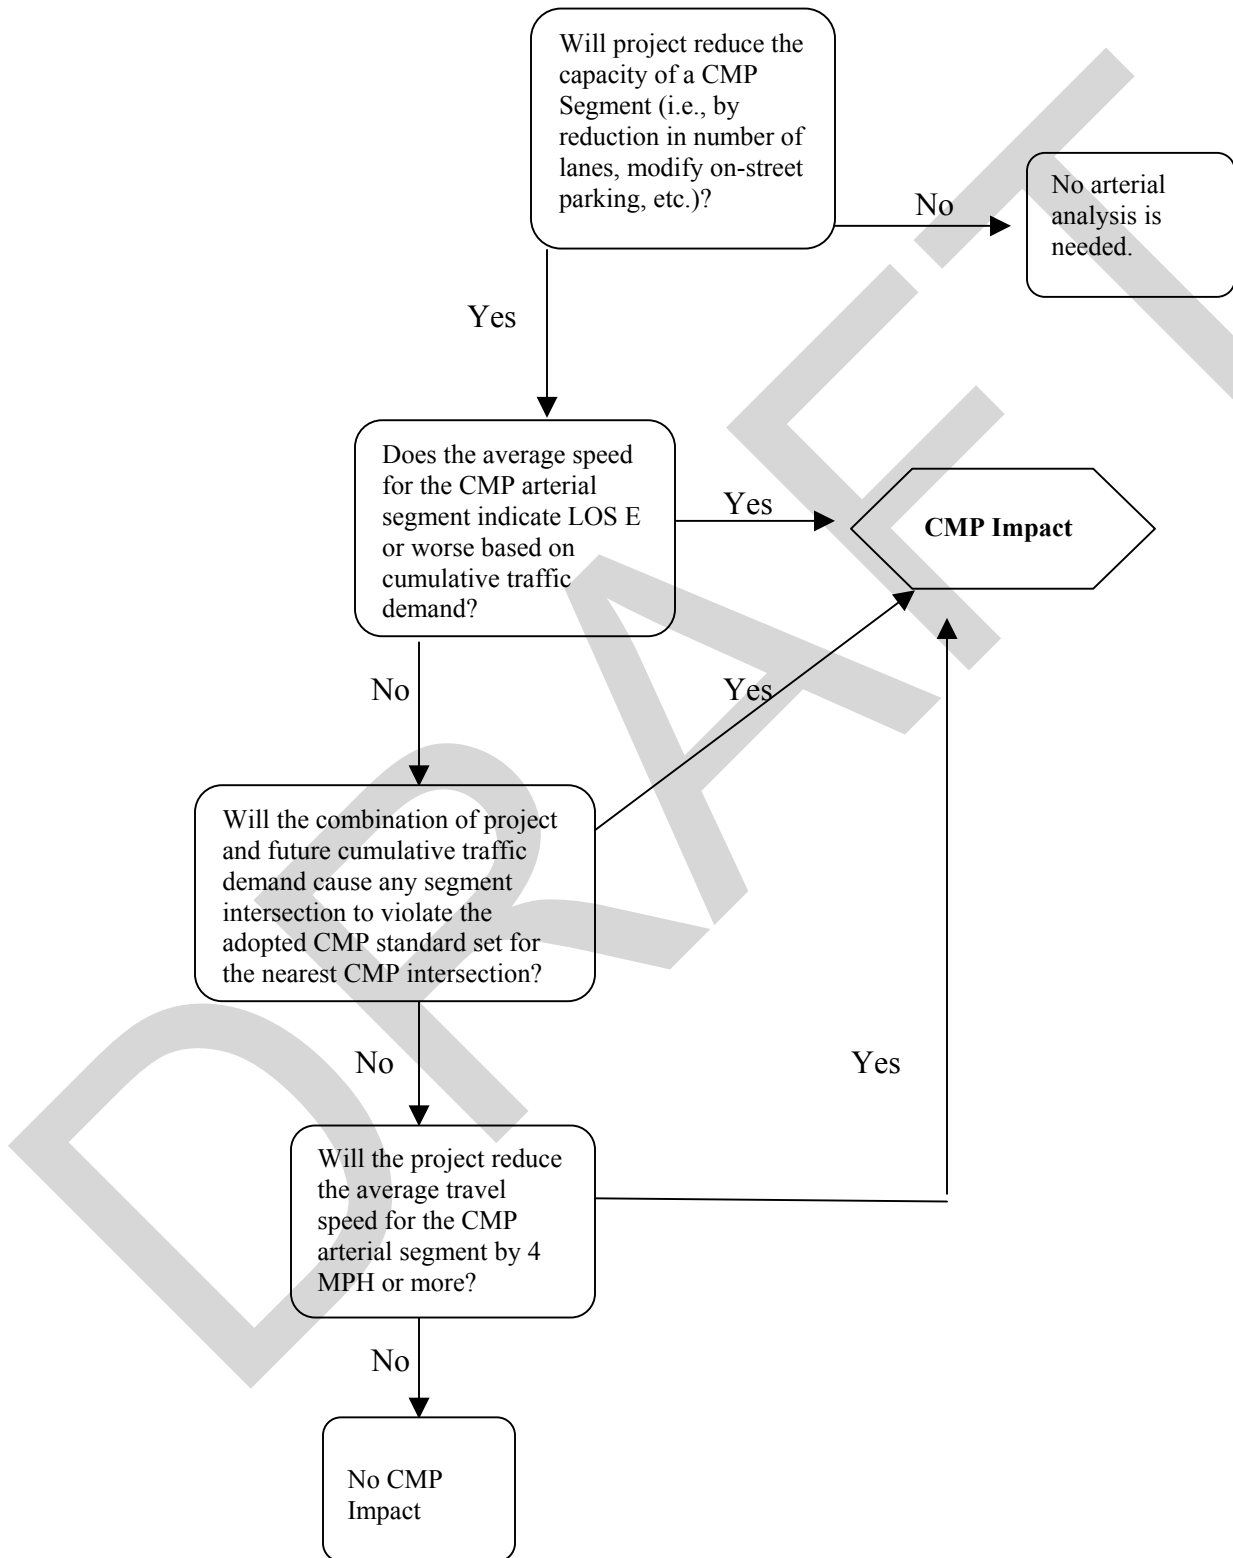 Will project reduce the
capacity of a CMP
Segment (i.e., by
reduction in number of
lanes, modify on-street
parking, etc.)?
No
No arterial
analysis is
needed.
Yes
Does the average speed
for the CMP arterial
segment indicate LOS E
or worse based on
cumulative traffic
demand?
Yes
CMP Impact
No
Yes
Will the combination of project
and future cumulative traffic
demand cause any segment
intersection to violate the
adopted CMP standard set for
the nearest CMP intersection?
No
Yes
Will the project reduce
the average travel
speed for the CMP
arterial segment by 4
MPH or more?
No
No CMP
Impact
DRAFT